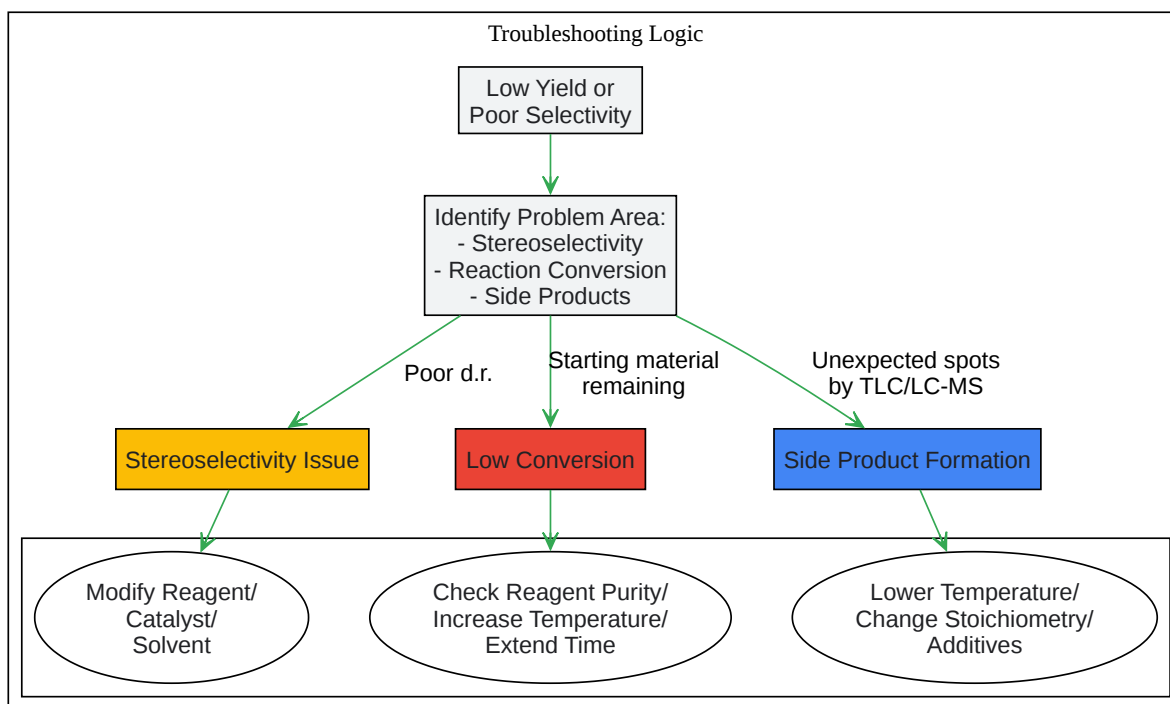 Troubleshooting Logic
Low Yield or
Poor Selectivity
Identify Problem Area:
- Stereoselectivity
- Reaction Conversion
- Side Products
Poor d.r.
Starting material
remaining
Unexpected spots
by TLC/LC-MS
Stereoselectivity Issue
Low Conversion
Side Product Formation
Modify Reagent/
Catalyst/
Solvent
Check Reagent Purity/
Increase Temperature/
Extend Time
Lower Temperature/
Change Stoichiometry/
Additives